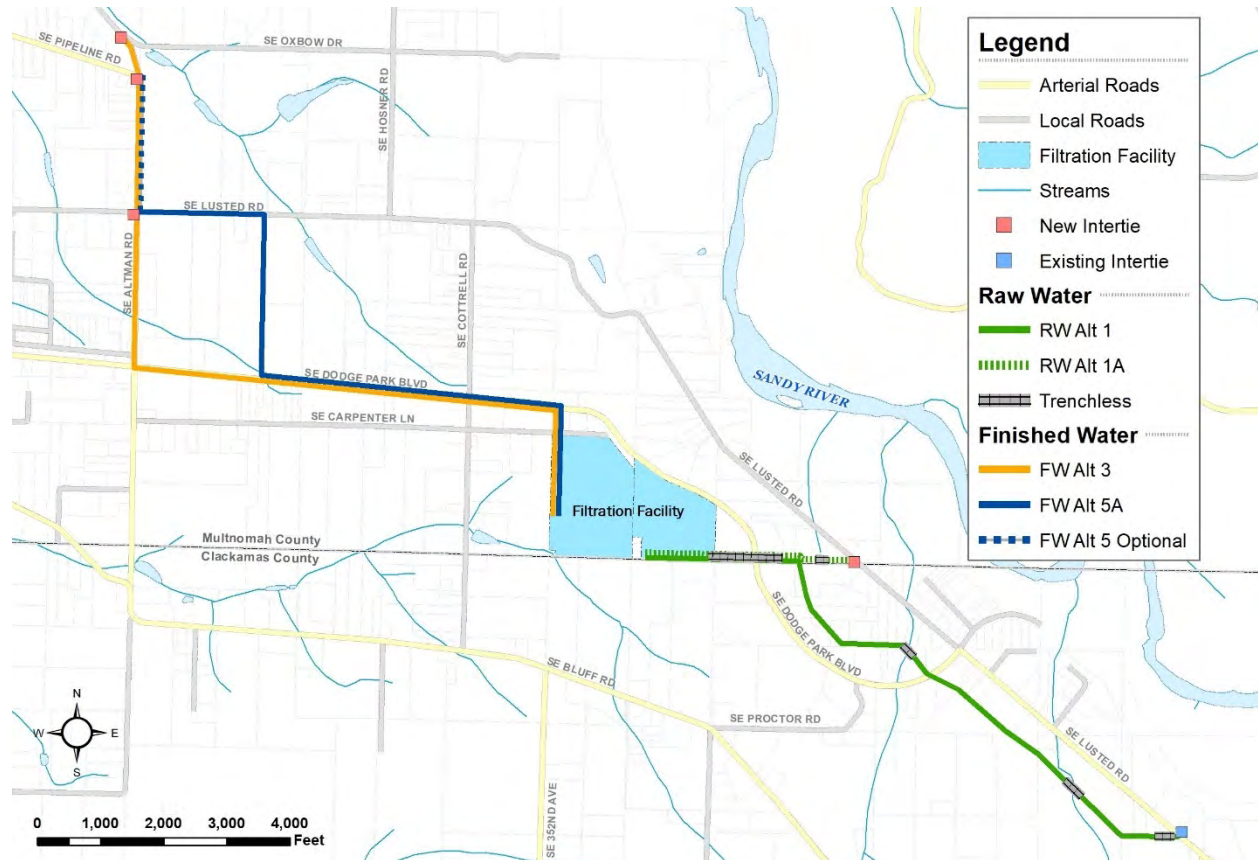 SE OXBOW DR
SE PIPELINE RD
SE HOSNER RD
SE LUSTED RD
SE ALTMAN RD
SE COTTRELL RD
SE DODGE PARK BLVD
SE CARPENTER LN
SANDY RIVER
SE LUSTED RD
Filtration Facility
Multnomah County
Clackamas County
SE DODGE PARK BLVD
SE BLUFF RD
SE PROCTOR RD
SE LUSTED RD
SE 352ND AVE
N
W
E
S
0 1,000 2,000 3,000 4,000
Feet
Legend
Arterial Roads
Local Roads
Filtration Facility
Streams
New Intertie
Existing Intertie
Raw Water
RW Alt 1
RW Alt 1A
Trenchless
Finished Water
FW Alt 3
FW Alt 5A
FW Alt 5 Optional